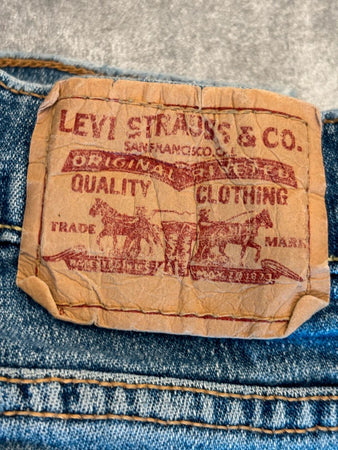 LEVI STRAUSS & CO.
SAN FRANCISCO, CAL
ORIGINAL RIVETED
QUALITY CLOTHING
TRADE MARK